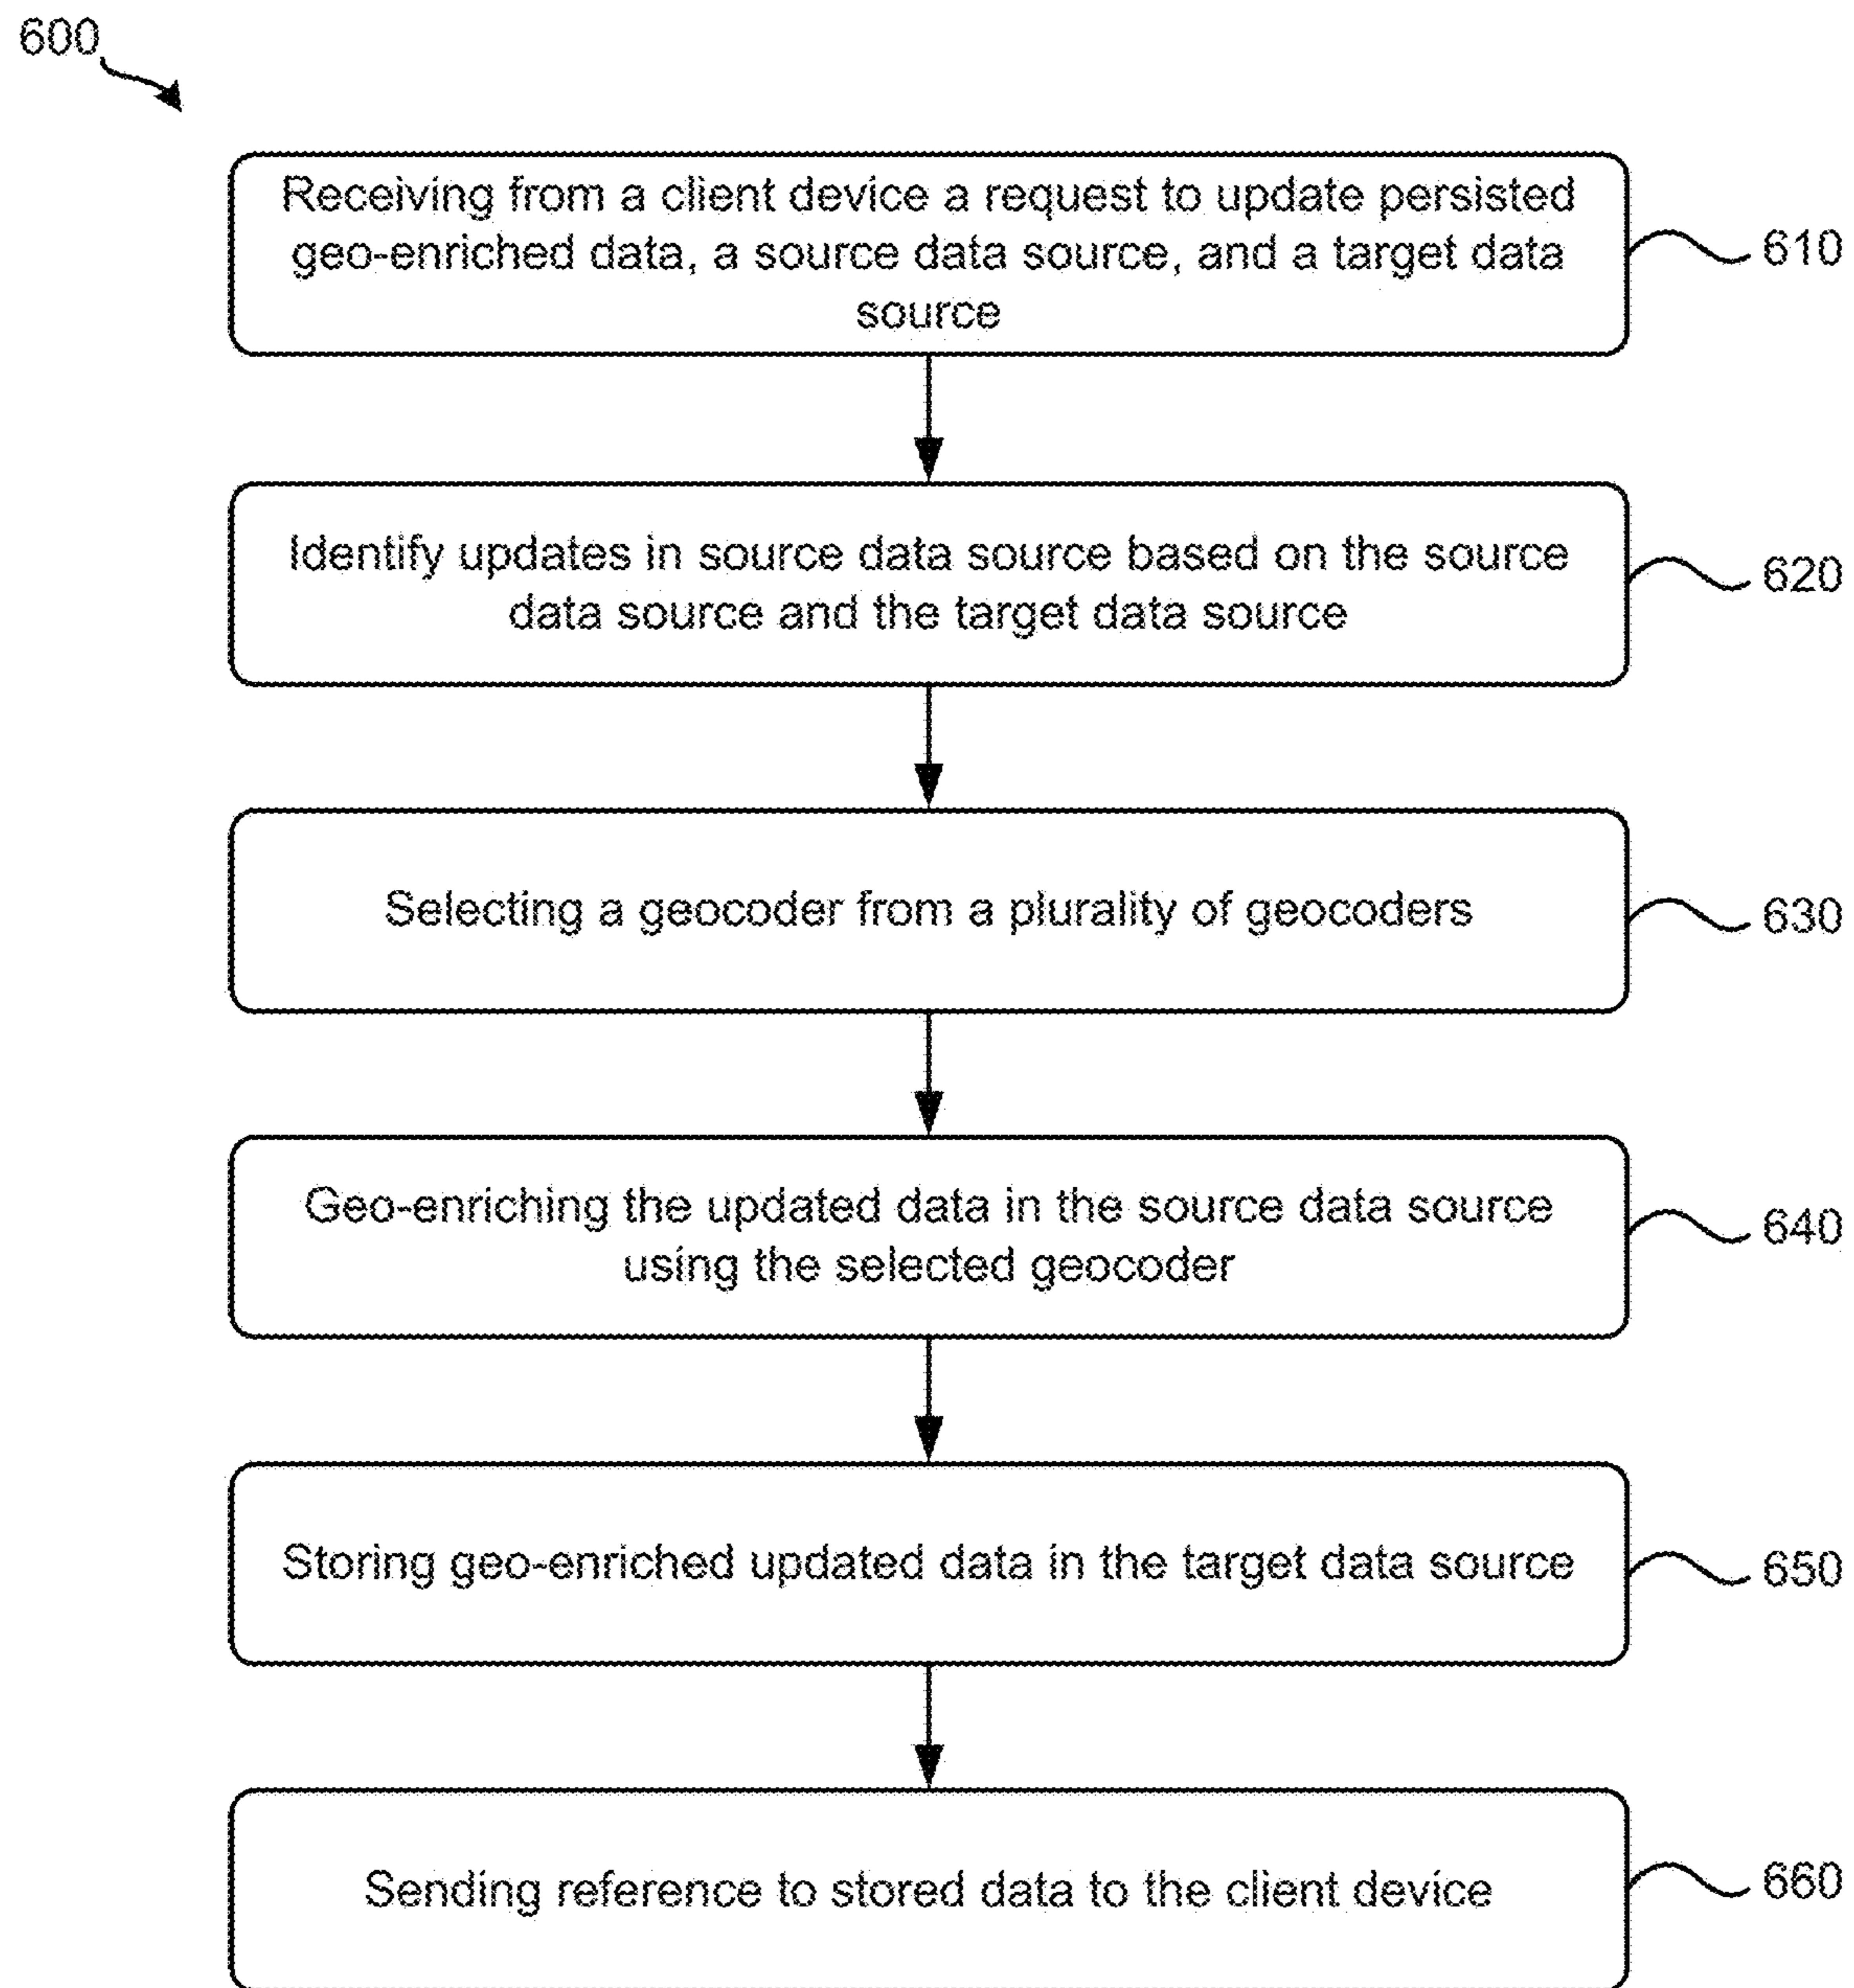 600
Receiving from a client device a request to update persisted
geo-enriched data, a source data source, and a target data
source
610
Identify updates in source data source based on the source
data source and the target data source
620
Selecting a geocoder from a plurality of geocoders
630
Geo-enriching the updated data in the source data source
using the selected geocoder
640
Storing geo-enriched updated data in the target data source
650
Sending reference to stored data to the client device
660